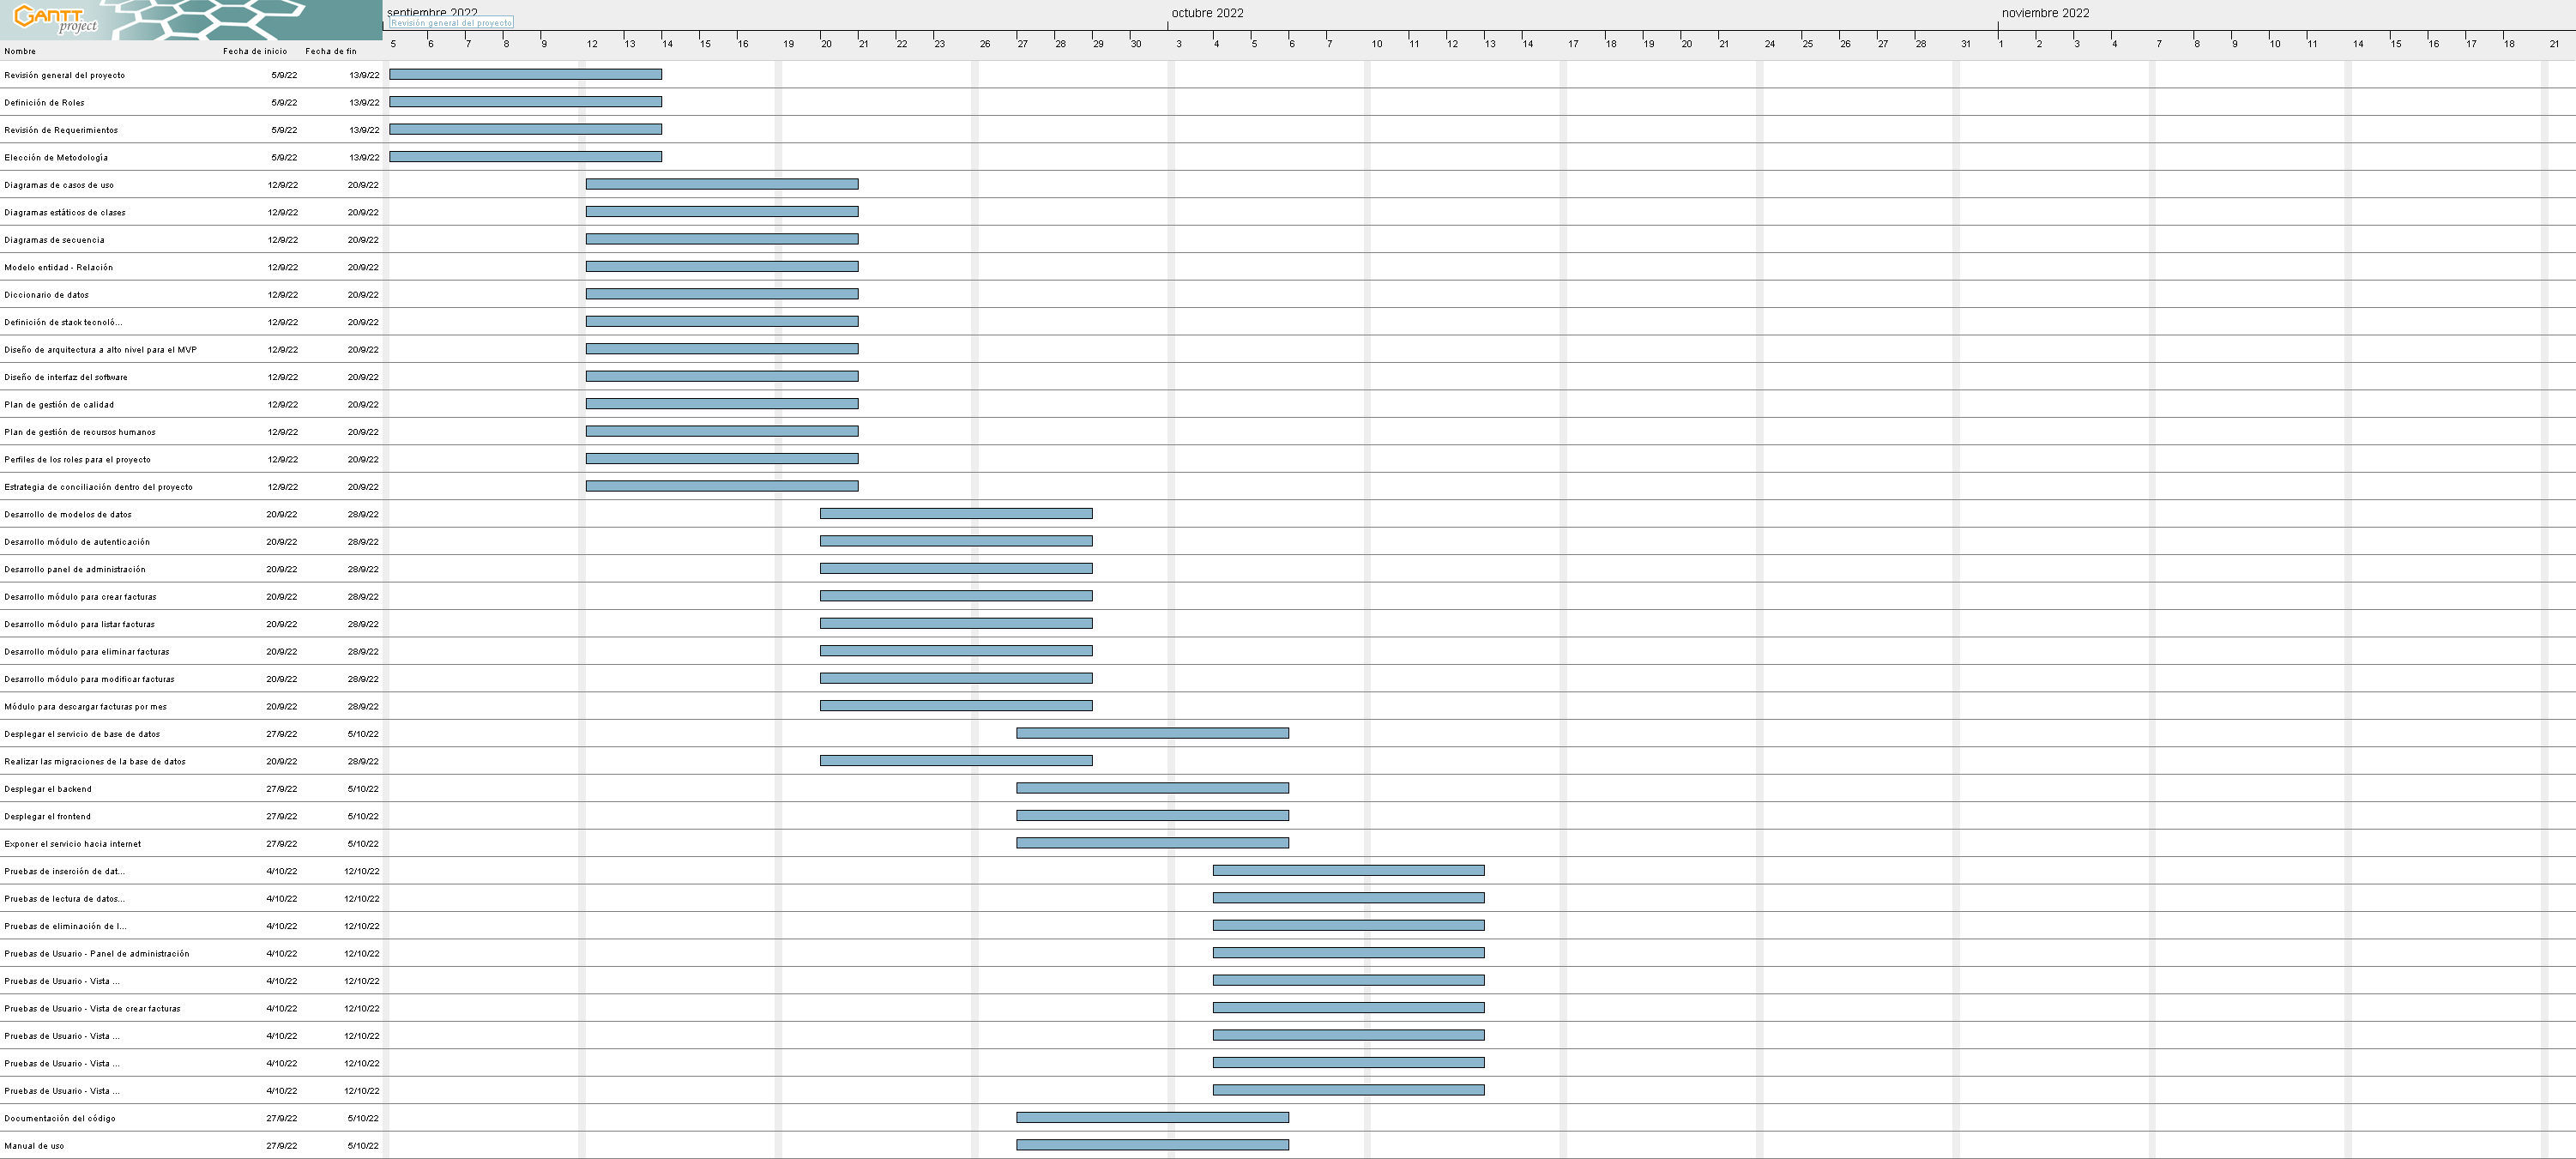 GANTT project
septiembre 2022 octubre 2022 noviembre 2022
Revisión general del proyecto
Nombre Fecha de inicio Fecha de fin 5 6 7 8 9 12 13 14 15 16 19 20 21 22 23 26 27 28 29 30 3 4 5 6 7 10 11 12 13 14 17 18 19 20 21 24 25 26 27 28 31 1 2 3 4 7 8 9 10 11 14 15 16 17 18 21
Revisión general del proyecto 5/9/22 13/9/22
Definición de Roles 5/9/22 13/9/22
Revisión de Requerimientos 5/9/22 13/9/22
Elección de Metodología 5/9/22 13/9/22
Diagramas de casos de uso 12/9/22 20/9/22
Diagramas estáticos de clases 12/9/22 20/9/22
Diagramas de secuencia 12/9/22 20/9/22
Modelo entidad - Relación 12/9/22 20/9/22
Diccionario de datos 12/9/22 20/9/22
Definición de stack tecnoló... 12/9/22 20/9/22
Diseño de arquitectura a alto nivel para el MVP 12/9/22 20/9/22
Diseño de interfaz del software 12/9/22 20/9/22
Plan de gestión de calidad 12/9/22 20/9/22
Plan de gestión de recursos humanos 12/9/22 20/9/22
Perfiles de los roles para el proyecto 12/9/22 20/9/22
Estrategia de conciliación dentro del proyecto 12/9/22 20/9/22
Desarrollo de modelos de datos 20/9/22 28/9/22
Desarrollo módulo de autenticación 20/9/22 28/9/22
Desarrollo panel de administración 20/9/22 28/9/22
Desarrollo módulo para crear facturas 20/9/22 28/9/22
Desarrollo módulo para listar facturas 20/9/22 28/9/22
Desarrollo módulo para eliminar facturas 20/9/22 28/9/22
Desarrollo módulo para modificar facturas 20/9/22 28/9/22
Módulo para descargar facturas por mes 20/9/22 28/9/22
Desplegar el servicio de base de datos 27/9/22 5/10/22
Realizar las migraciones de la base de datos 20/9/22 28/9/22
Desplegar el backend 27/9/22 5/10/22
Desplegar el frontend 27/9/22 5/10/22
Exponer el servicio hacia internet 27/9/22 5/10/22
Pruebas de inserción de dat... 4/10/22 12/10/22
Pruebas de lectura de datos... 4/10/22 12/10/22
Pruebas de eliminación de l... 4/10/22 12/10/22
Pruebas de Usuario - Panel de administración 4/10/22 12/10/22
Pruebas de Usuario - Vista ... 4/10/22 12/10/22
Pruebas de Usuario - Vista de crear facturas 4/10/22 12/10/22
Pruebas de Usuario - Vista ... 4/10/22 12/10/22
Pruebas de Usuario - Vista ... 4/10/22 12/10/22
Pruebas de Usuario - Vista ... 4/10/22 12/10/22
Documentación del código 27/9/22 5/10/22
Manual de uso 27/9/22 5/10/22